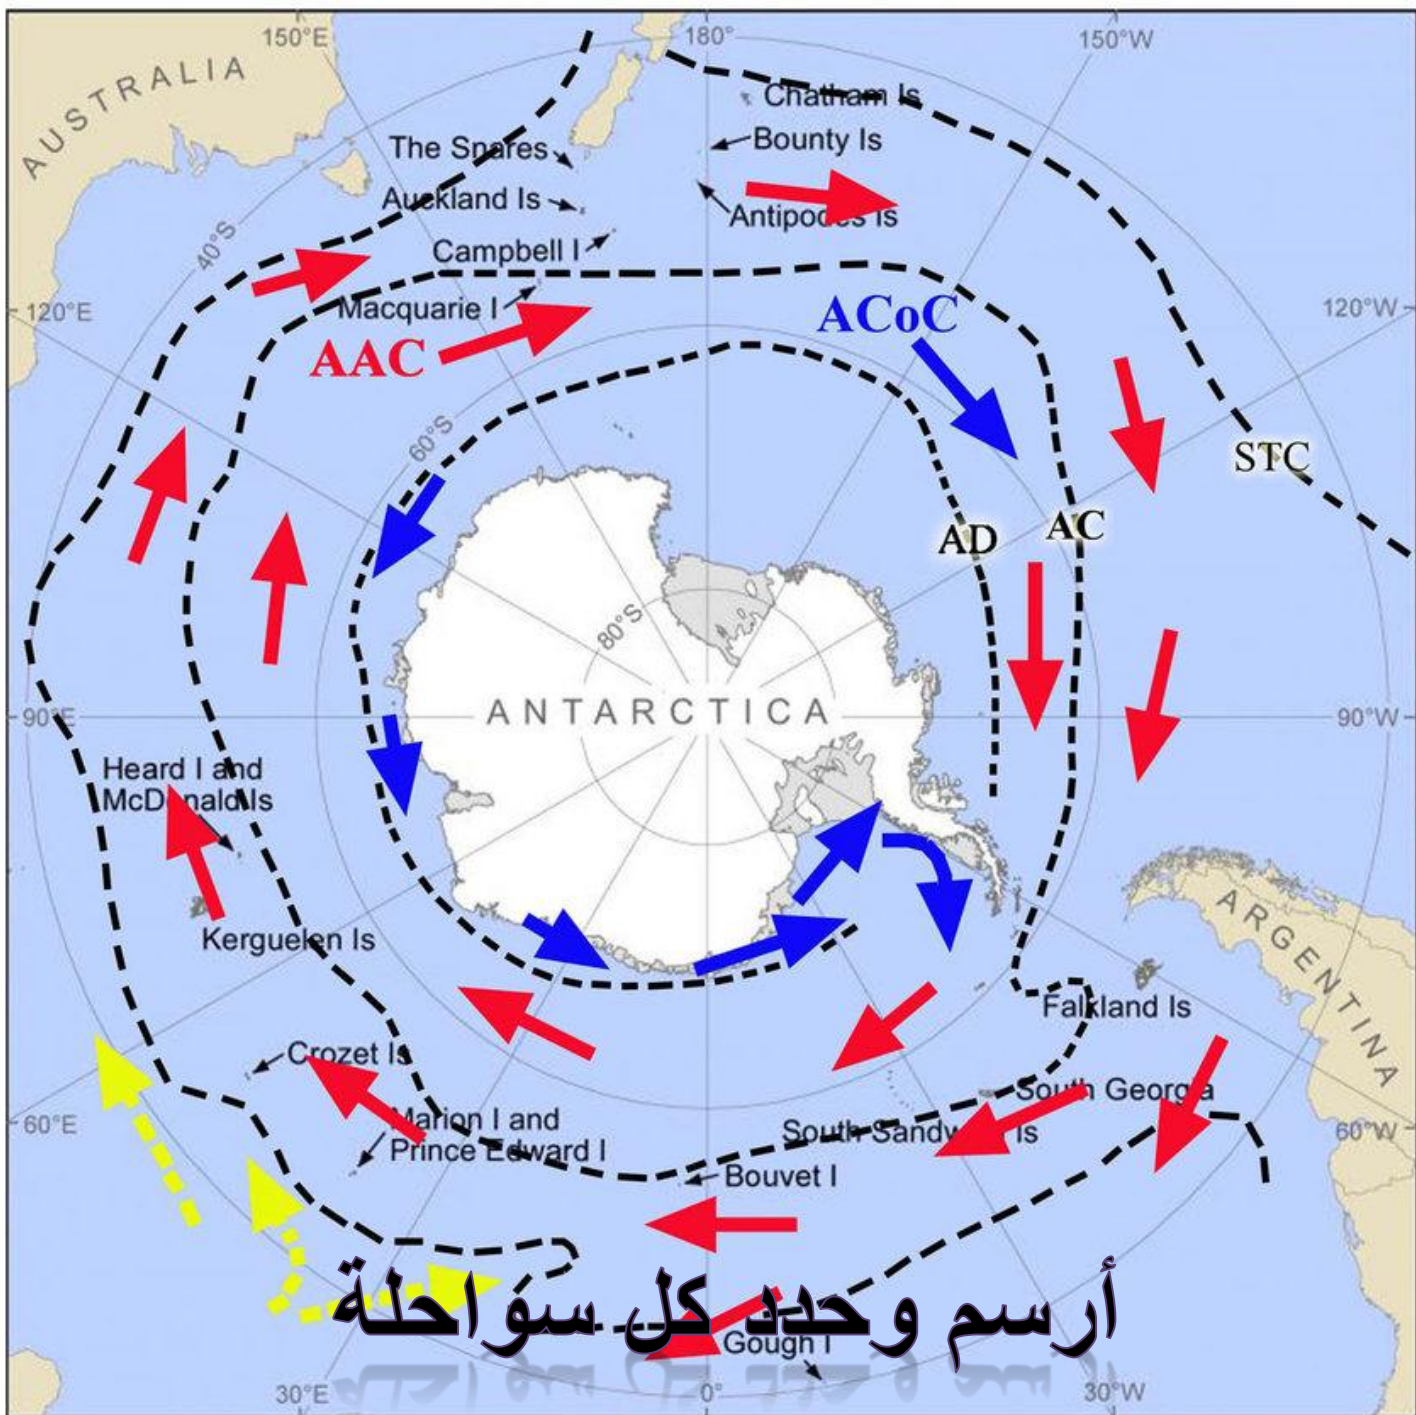 150°E
180°
150°W
AUSTRALIA
Chatham Is
The Snares
Bounty Is
Auckland Is
Antipodes Is
40°S
Campbell I
120°E
Macquarie I
ACoC
120°W
AAC
60°S
STC
AD
AC
80°S
ANTARCTICA
90°E
90°W
Heard I and
McDonald Is
ARGENTINA
Kerguelen Is
Falkland Is
Crozet Is
South Georgia
60°E
Marion I and
Prince Edward I
South Sandw Is
60°W
Bouvet I
أرسم وحدد كل سواحلة
Gough I
30°E
0°
30°W